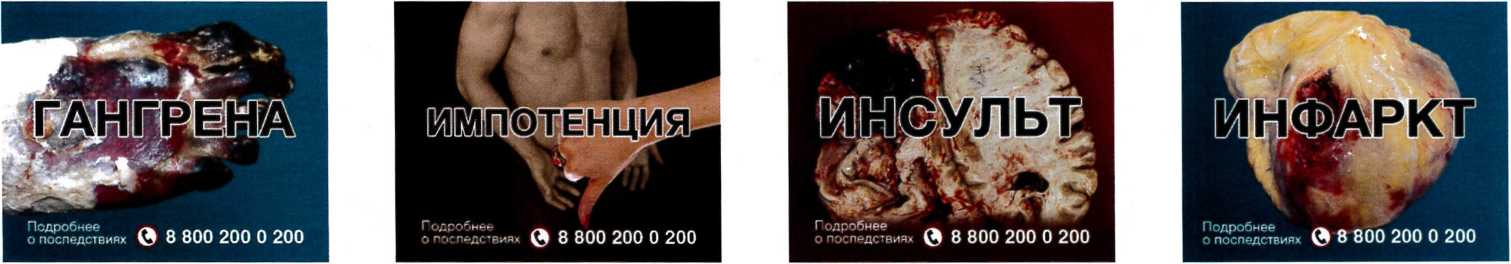 ГАНГРЕНА
Подробнее
о последствиях 8 800 200 0 200
ИМПОТЕНЦИЯ
Подробнее
о последствиях 8 800 200 0 200
ИНСУЛЬТ
Подробнее
о последствиях 8 800 200 0 200
ИНФАРКТ
Подробнее
о последствиях 8 800 200 0 200